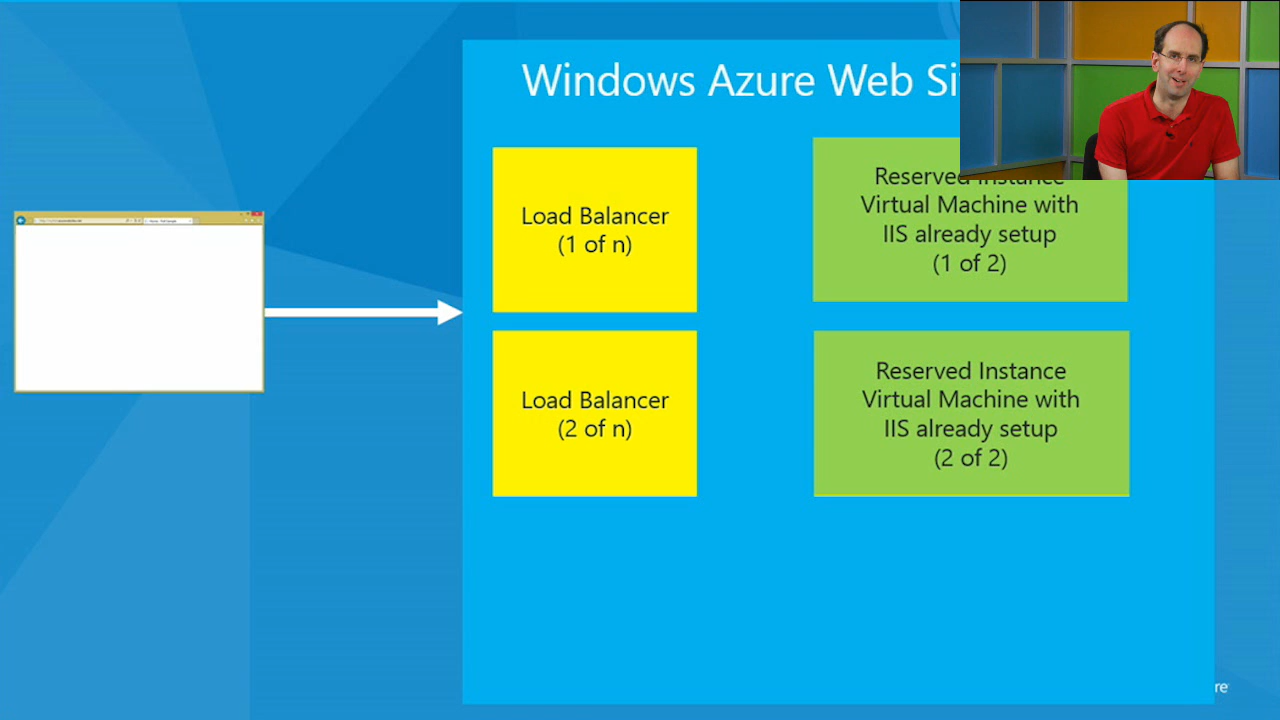 Windows Azure Web Si
Load Balancer
(1 of n)
Reserved Instance
Virtual Machine with
IIS already setup
(1 of 2)
Load Balancer
(2 of n)
Reserved Instance
Virtual Machine with
IIS already setup
(2 of 2)
re